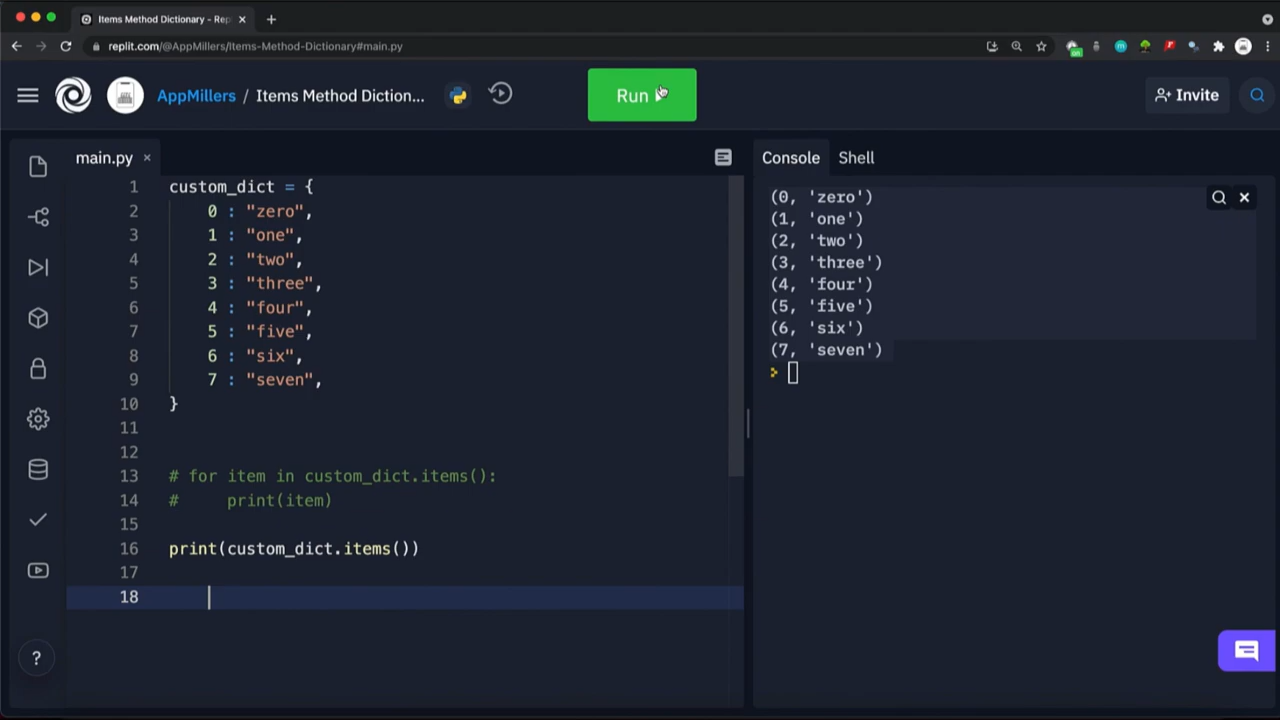 Items Method Dictionary - Rep
replit.com/@AppMillers/Items-Method-Dictionary#main.py
AppMillers / Items Method Diction...
Run
Invite
main.py
Console
Shell
1 custom_dict = {
2 0 : "zero",
3 1 : "one",
4 2 : "two",
5 3 : "three",
6 4 : "four",
7 5 : "five",
8 6 : "six",
9 7 : "seven",
10 }
11
12
13 # for item in custom_dict.items():
14 #     print(item)
15
16 print(custom_dict.items())
17
18
(0, 'zero')
(1, 'one')
(2, 'two')
(3, 'three')
(4, 'four')
(5, 'five')
(6, 'six')
(7, 'seven')
>
?